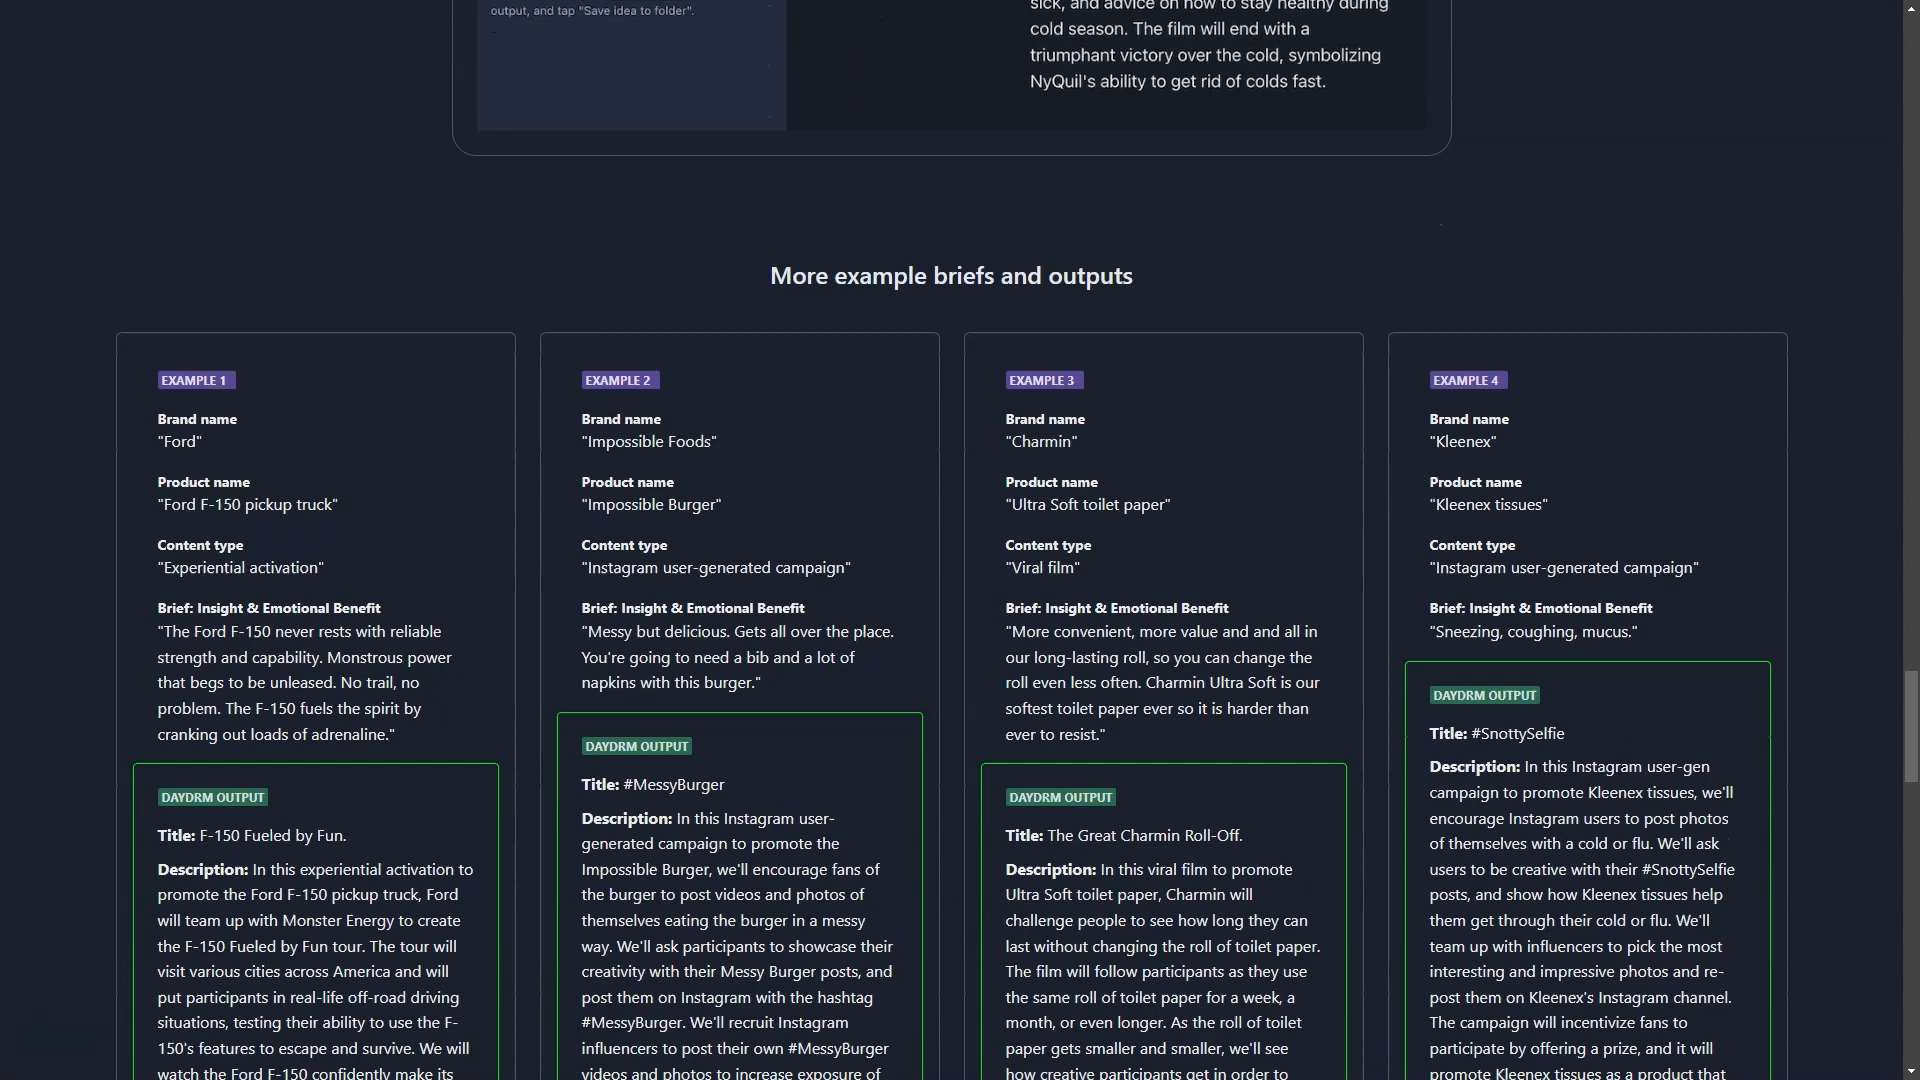 output, and tap "Save idea to folder".
sick, and advice on how to stay healthy during
cold season. The film will end with a
triumphant victory over the cold, symbolizing
NyQuil's ability to get rid of colds fast.
More example briefs and outputs
EXAMPLE 1
Brand name
"Ford"
Product name
"Ford F-150 pickup truck"
Content type
"Experiential activation"
Brief: Insight & Emotional Benefit
"The Ford F-150 never rests with reliable
strength and capability. Monstrous power
that begs to be unleased. No trail, no
problem. The F-150 fuels the spirit by
cranking out loads of adrenaline."
DAYDRM OUTPUT
Title: F-150 Fueled by Fun.
Description: In this experiential activation to
promote the Ford F-150 pickup truck, Ford
will team up with Monster Energy to create
the F-150 Fueled by Fun tour. The tour will
visit various cities across America and will
put participants in real-life off-road driving
situations, testing their ability to use the F-
150's features to escape and survive. We will
watch the Ford F-150 confidently make its
EXAMPLE 2
Brand name
"Impossible Foods"
Product name
"Impossible Burger"
Content type
"Instagram user-generated campaign"
Brief: Insight & Emotional Benefit
"Messy but delicious. Gets all over the place.
You're going to need a bib and a lot of
napkins with this burger."
DAYDRM OUTPUT
Title: #MessyBurger
Description: In this Instagram user-
generated campaign to promote the
Impossible Burger, we'll encourage fans of
the burger to post videos and photos of
themselves eating the burger in a messy
way. We'll ask participants to showcase their
creativity with their Messy Burger posts, and
post them on Instagram with the hashtag
#MessyBurger. We'll recruit Instagram
influencers to post their own #MessyBurger
videos and photos to increase exposure of
EXAMPLE 3
Brand name
"Charmin"
Product name
"Ultra Soft toilet paper"
Content type
"Viral film"
Brief: Insight & Emotional Benefit
"More convenient, more value and and all in
our long-lasting roll, so you can change the
roll even less often. Charmin Ultra Soft is our
softest toilet paper ever so it is harder than
ever to resist."
DAYDRM OUTPUT
Title: The Great Charmin Roll-Off.
Description: In this viral film to promote
Ultra Soft toilet paper, Charmin will
challenge people to see how long they can
last without changing the roll of toilet paper.
The film will follow participants as they use
the same roll of toilet paper for a week, a
month, or even longer. As the roll of toilet
paper gets smaller and smaller, we'll see
how creative participants get in order to
EXAMPLE 4
Brand name
"Kleenex"
Product name
"Kleenex tissues"
Content type
"Instagram user-generated campaign"
Brief: Insight & Emotional Benefit
"Sneezing, coughing, mucus."
DAYDRM OUTPUT
Title: #SnottySelfie
Description: In this Instagram user-gen
campaign to promote Kleenex tissues, we'll
encourage Instagram users to post photos
of themselves with a cold or flu. We'll ask
users to be creative with their #SnottySelfie
posts, and show how Kleenex tissues help
them get through their cold or flu. We'll
team up with influencers to pick the most
interesting and impressive photos and re-
post them on Kleenex's Instagram channel.
The campaign will incentivize fans to
participate by offering a prize, and it will
promote Kleenex tissues as a product that